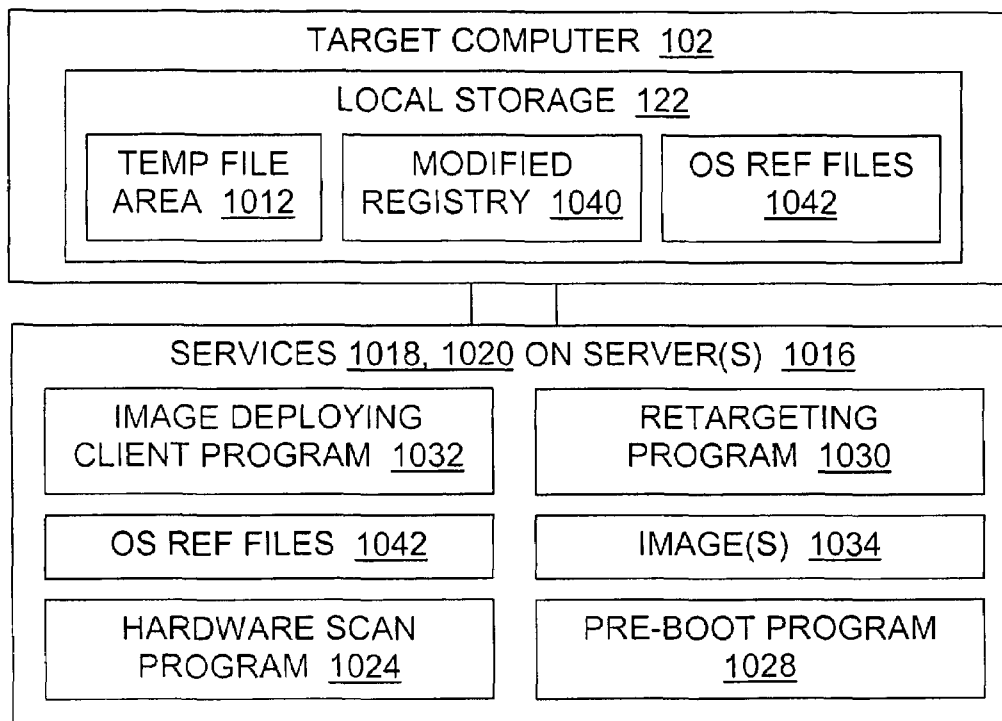 TARGET COMPUTER 102
LOCAL STORAGE 122
TEMP FILE
AREA 1012
MODIFIED
REGISTRY 1040
OS REF FILES
1042
SERVICES 1018, 1020 ON SERVER(S) 1016
IMAGE DEPLOYING
CLIENT PROGRAM 1032
RETARGETING
PROGRAM 1030
OS REF FILES 1042
IMAGE(S) 1034
HARDWARE SCAN
PROGRAM 1024
PRE-BOOT PROGRAM
1028